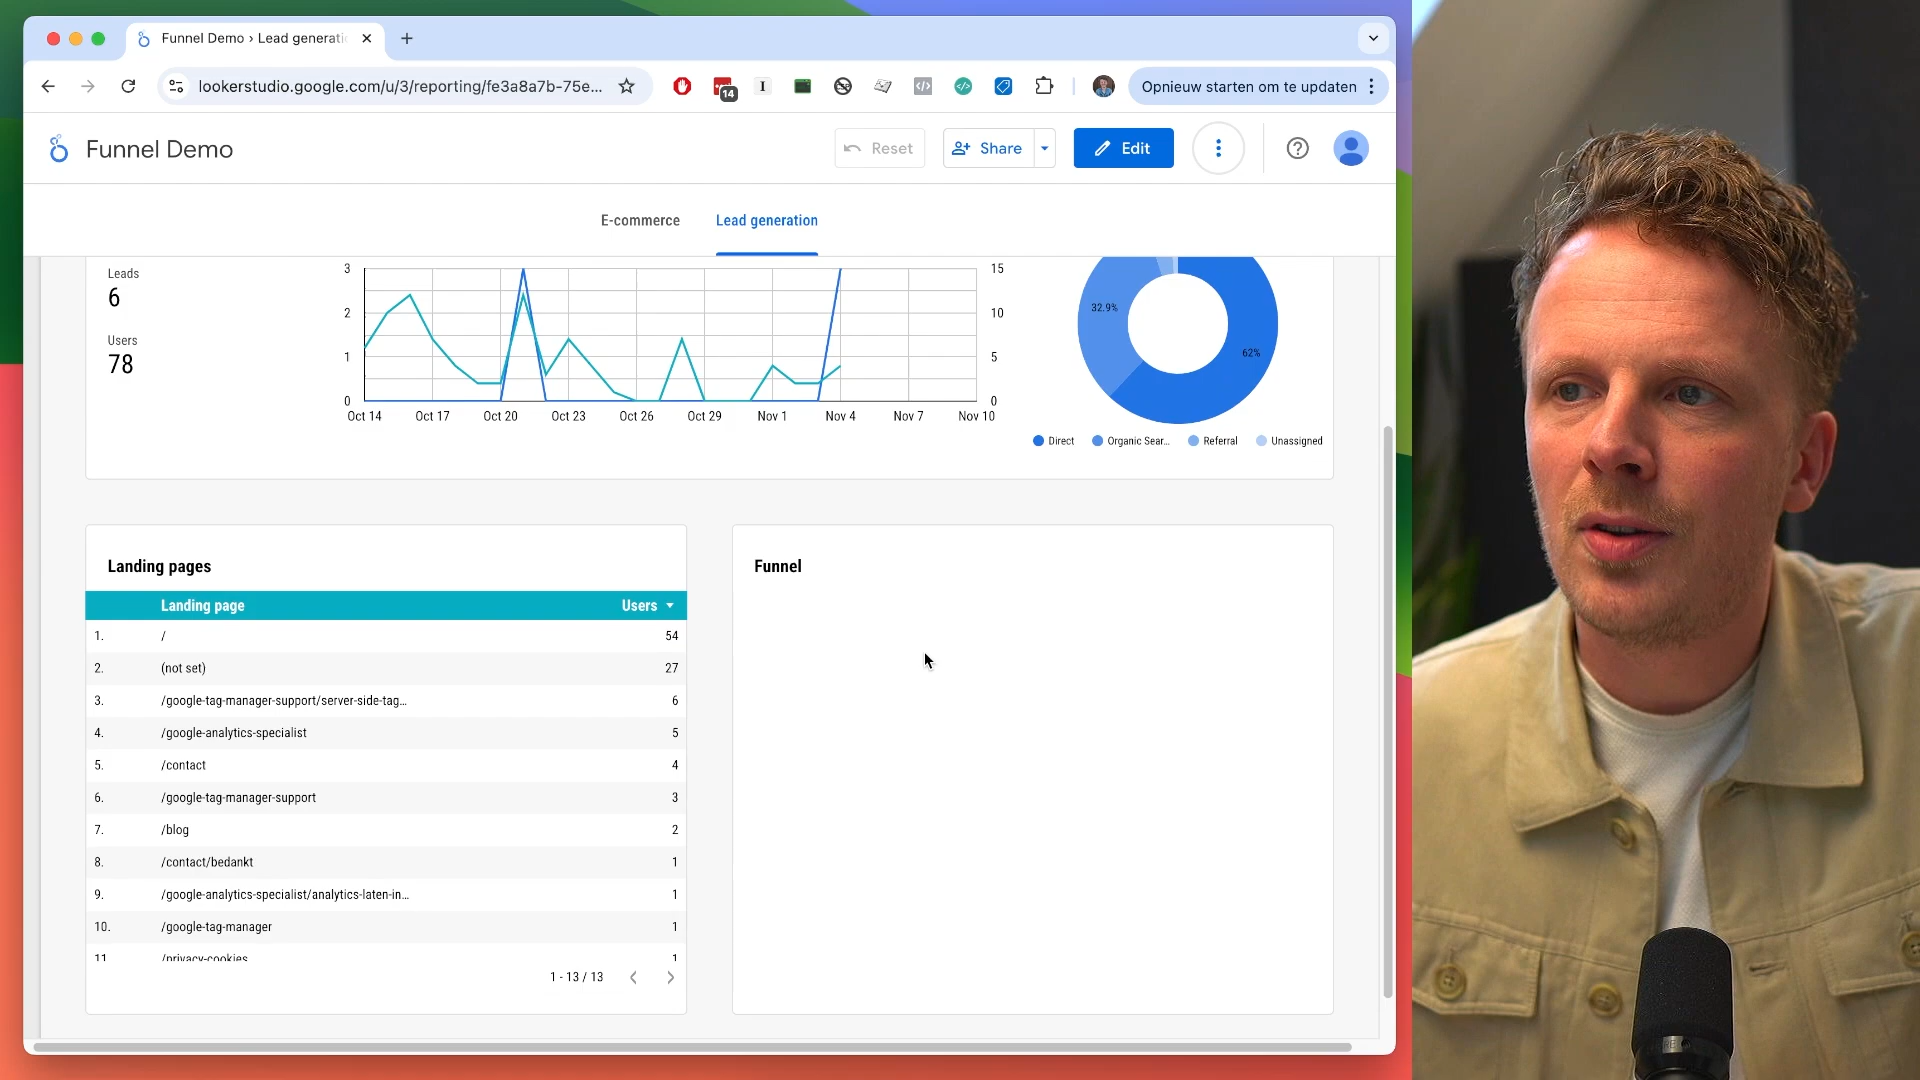 Funnel Demo › Lead generati
lookerstudio.google.com/u/3/reporting/fe3a8a7b-75e...
14
Opnieuw starten om te updaten
Funnel Demo
Reset
Share
Edit
E-commerce
Lead generation
Leads
6
Users
78
3
2
1
0
15
10
5
0
Oct 14 Oct 17 Oct 20 Oct 23 Oct 26 Oct 29 Nov 1 Nov 4 Nov 7 Nov 10
32.9%
62%
Direct Organic Sear... Referral Unassigned
Landing pages
Landing page Users
1. / 54
2. (not set) 27
3. /google-tag-manager-support/server-side-tag... 6
4. /google-analytics-specialist 5
5. /contact 4
6. /google-tag-manager-support 3
7. /blog 2
8. /contact/bedankt 1
9. /google-analytics-specialist/analytics-laten-in... 1
10. /google-tag-manager 1
11 /privacy-cookies 1
1 - 13 / 13
Funnel